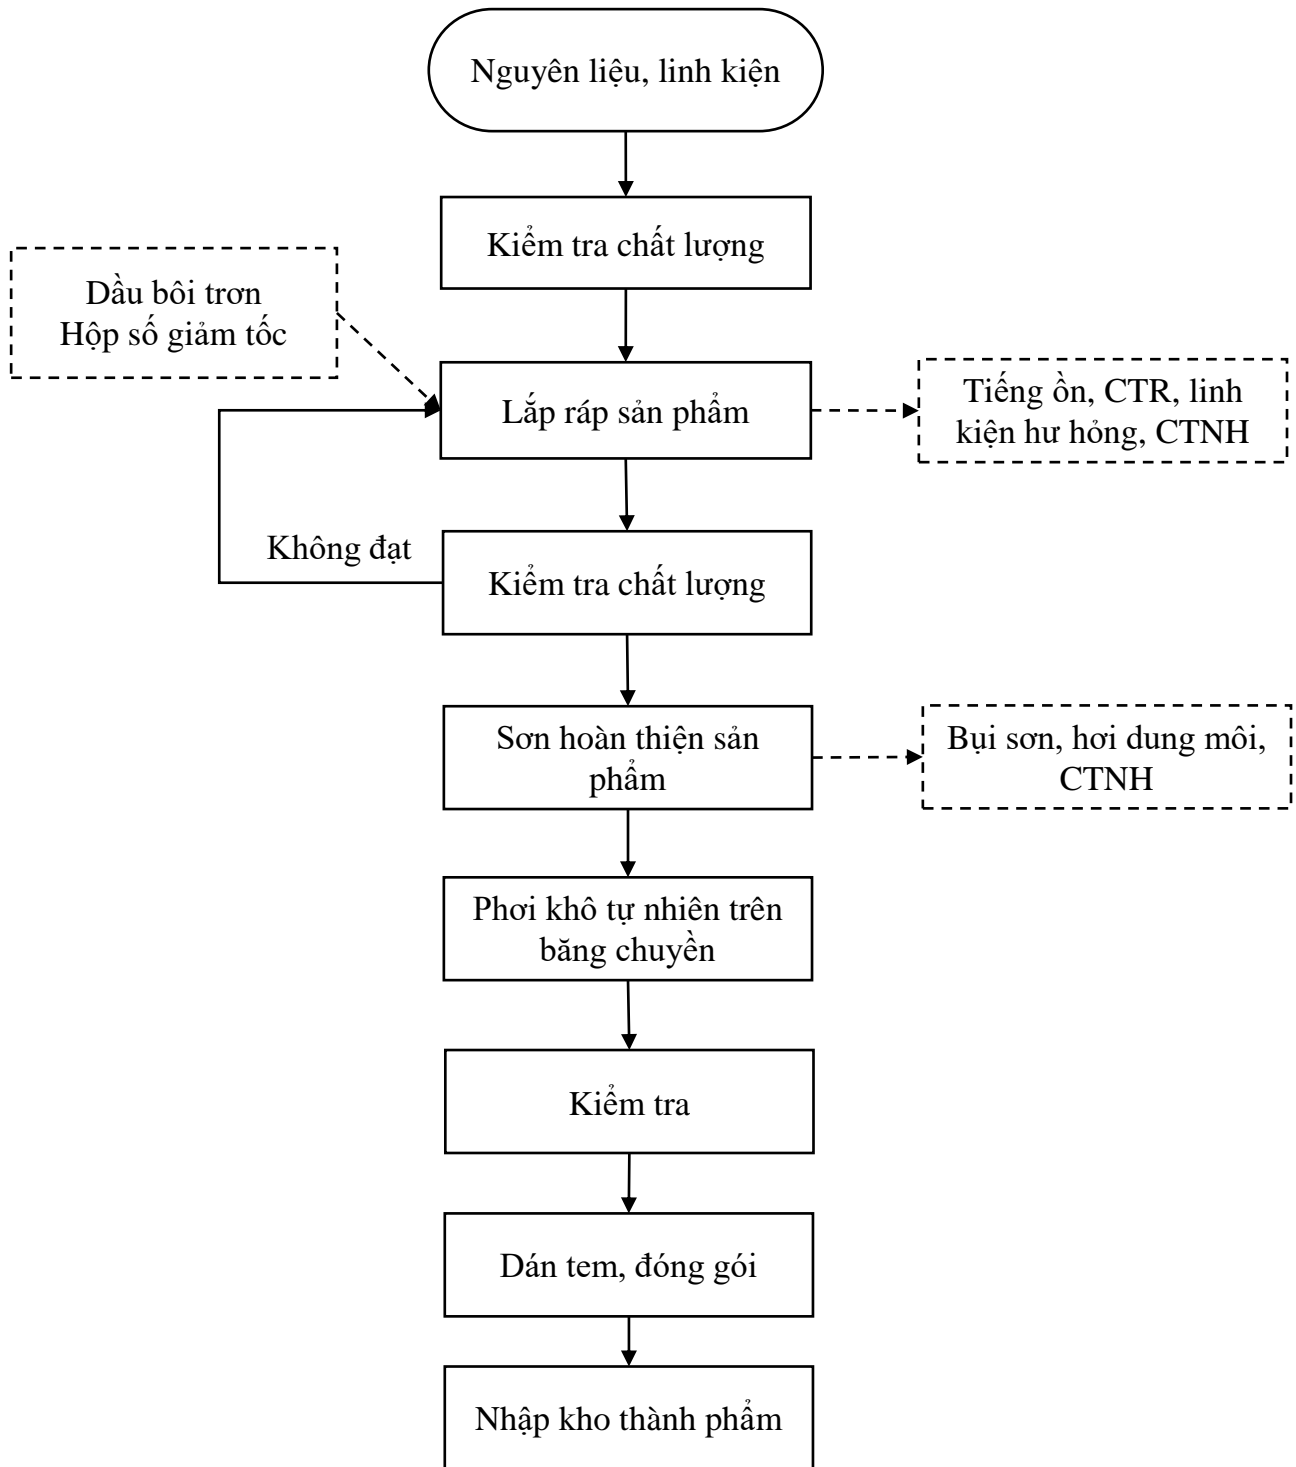 Nguyên liệu, linh kiện
Kiểm tra chất lượng
Dầu bôi trơn
Hộp số giảm tốc
Lắp ráp sản phẩm
Tiếng ồn, CTR, linh
kiện hư hỏng, CTNH
Không đạt
Kiểm tra chất lượng
Sơn hoàn thiện sản
phẩm
Bụi sơn, hơi dung môi,
CTNH
Phơi khô tự nhiên trên
băng chuyền
Kiểm tra
Dán tem, đóng gói
Nhập kho thành phẩm